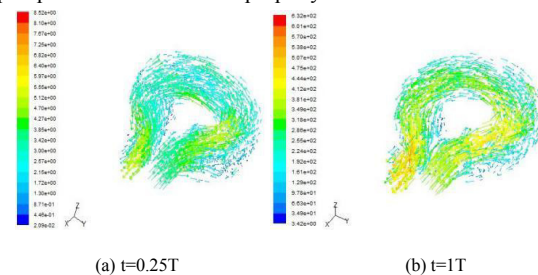 8.52e+00
8.10e+00
7.67e+00
7.25e+00
6.82e+00
6.40e+00
5.97e+00
5.55e+00
5.12e+00
4.70e+00
4.27e+00
3.85e+00
3.42e+00
3.00e+00
2.57e+00
2.15e+00
1.72e+00
1.30e+00
8.71e-01
4.46e-01
2.09e-02
Z
X Y
(a) t=0.25T
6.32e+02
6.01e+02
5.70e+02
5.38e+02
5.07e+02
4.75e+02
4.44e+02
4.12e+02
3.81e+02
3.49e+02
3.18e+02
2.86e+02
2.55e+02
2.24e+02
1.92e+02
1.61e+02
1.29e+02
9.78e+01
6.63e+01
3.49e+01
3.42e+00
Z
X Y
(b) t=1T